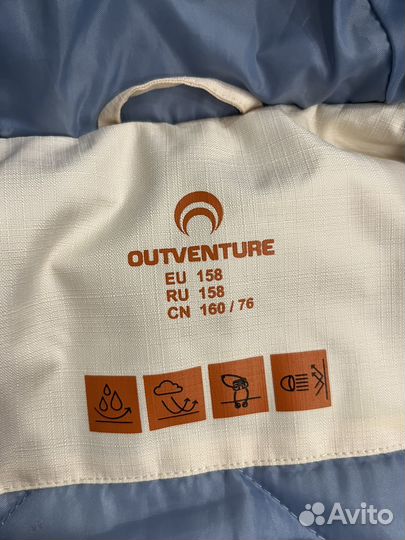 OUTVENTURE
EU 158
RU 158
CN 160 / 76
Avito